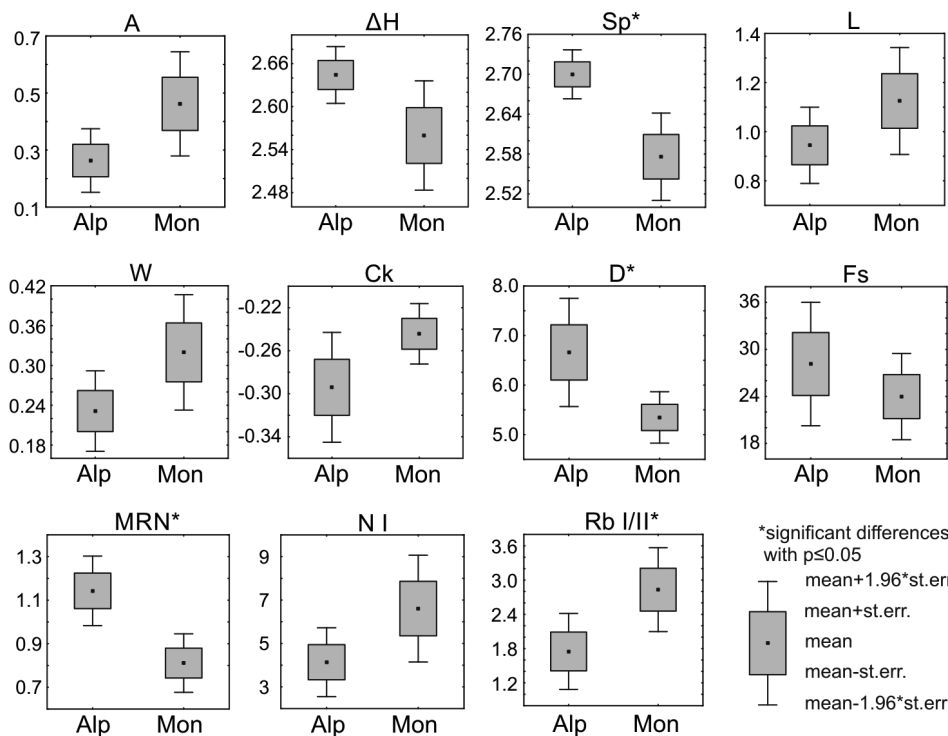 A
0.7
0.5
0.3
0.1
Alp Mon
ΔH
2.66
2.60
2.54
2.48
Alp Mon
Sp*
2.76
2.70
2.64
2.58
2.52
Alp Mon
L
1.4
1.2
1.0
0.8
Alp Mon
W
0.42
0.36
0.30
0.24
0.18
Alp Mon
Ck
-0.22
-0.26
-0.30
-0.34
Alp Mon
D*
8.0
7.0
6.0
5.0
Alp Mon
Fs
36
30
24
18
Alp Mon
MRN*
1.3
1.1
0.9
0.7
Alp Mon
N I
9
7
5
3
Alp Mon
Rb I/II*
3.6
3.0
2.4
1.8
1.2
Alp Mon
*significant differences
with p≤0.05
mean+1.96*st.err
mean+st.err.
mean
mean-st.err.
mean-1.96*st.err